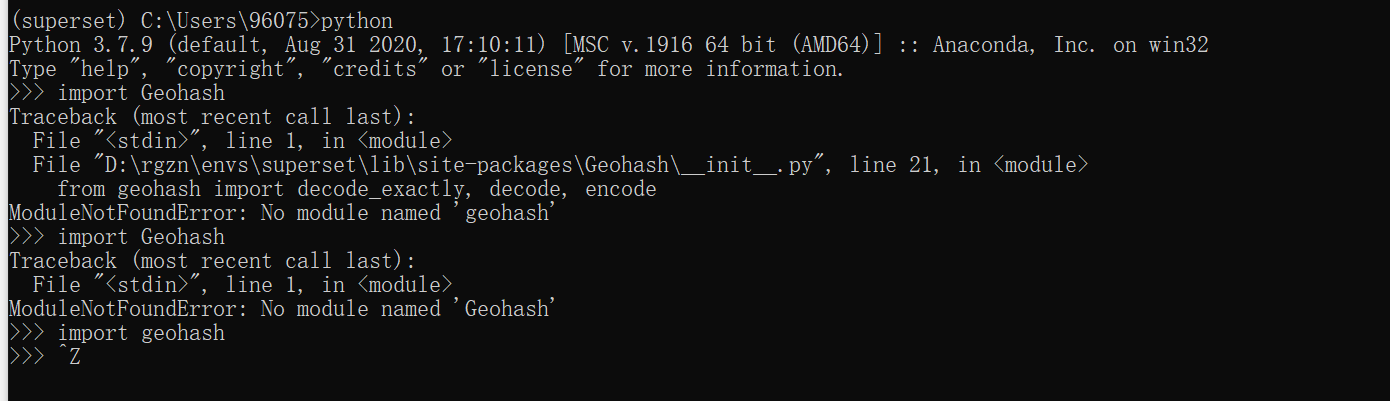 (superset) C:\Users\96075>python
Python 3.7.9 (default, Aug 31 2020, 17:10:11) [MSC v.1916 64 bit (AMD64)] :: Anaconda, Inc. on win32
Type "help", "copyright", "credits" or "license" for more information.
>>> import Geohash
Traceback (most recent call last):
  File "<stdin>", line 1, in <module>
  File "D:\rgzn\envs\superset\lib\site-packages\Geohash\__init__.py", line 21, in <module>
    from geohash import decode_exactly, decode, encode
ModuleNotFoundError: No module named 'geohash'
>>> import Geohash
Traceback (most recent call last):
  File "<stdin>", line 1, in <module>
ModuleNotFoundError: No module named 'Geohash'
>>> import geohash
>>> ^Z